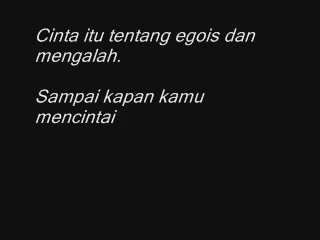 Cinta itu tentang egois dan
mengalah.
Sampai kapan kamu
mencintai